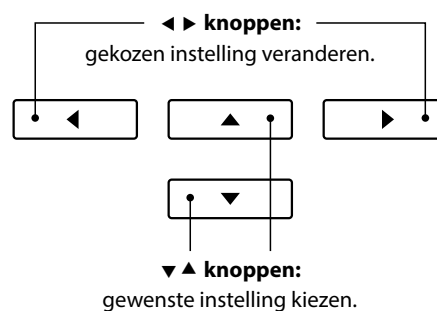 ◀ ▶ knoppen:
gekozen instelling veranderen.
▼ ▲ knoppen:
gewenste instelling kiezen.